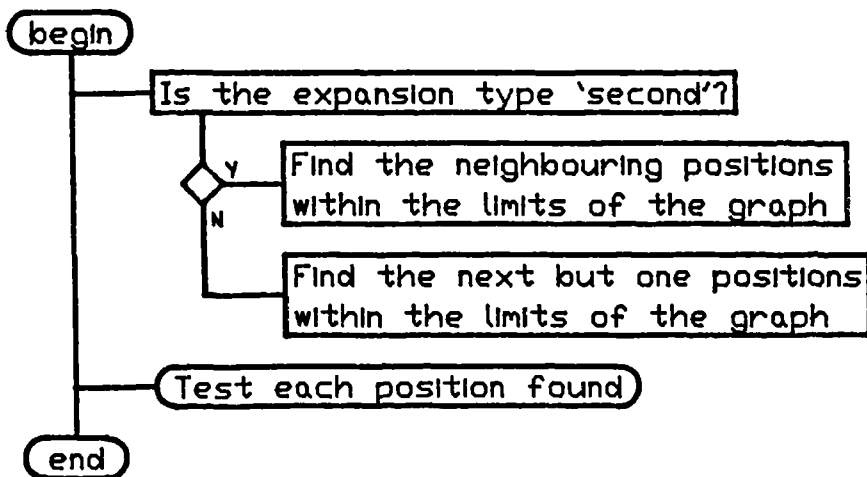 begin
Is the expansion type 'second'?
Y
Find the neighbouring positions
within the limits of the graph
N
Find the next but one positions
within the limits of the graph
Test each position found
end